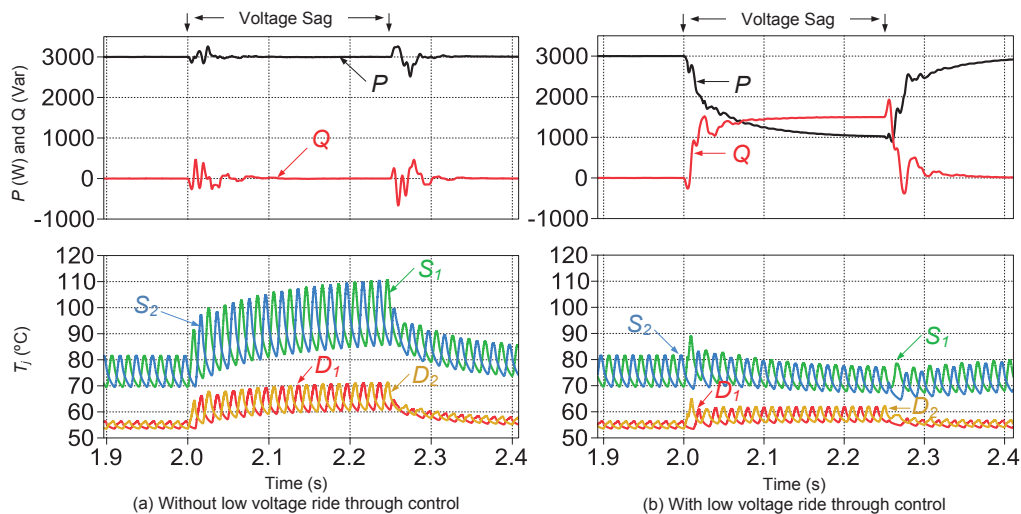 Voltage Sag
3000
2000
1000
0
-1000
P (W) and Q (Var)
P
Q
120
110
100
90
80
70
60
50
Tj (ºC)
S1
S2
D1
D2
1.9 2.0 2.1 2.2 2.3 2.4
Time (s)
(a) Without low voltage ride through control
Voltage Sag
3000
2000
1000
0
-1000
P
Q
120
110
100
90
80
70
60
50
S2
S1
D1
D2
1.9 2.0 2.1 2.2 2.3 2.4
Time (s)
(b) With low voltage ride through control